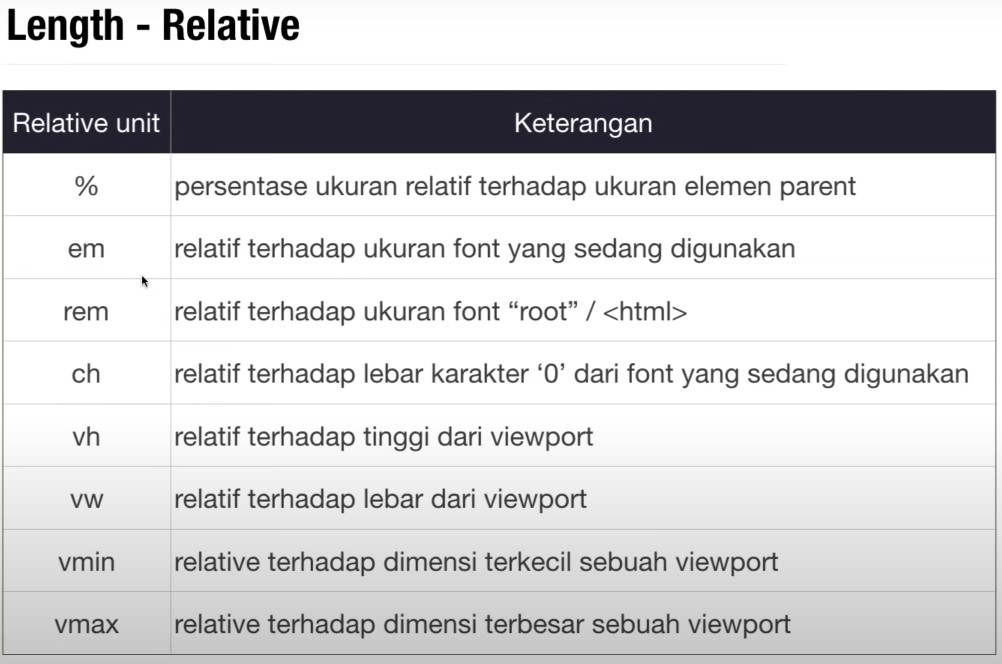 Length - Relative
Relative unit Keterangan
% persentase ukuran relatif terhadap ukuran elemen parent
em relatif terhadap ukuran font yang sedang digunakan
rem relatif terhadap ukuran font “root” / <html>
ch relatif terhadap lebar karakter ‘0’ dari font yang sedang digunakan
vh relatif terhadap tinggi dari viewport
vw relatif terhadap lebar dari viewport
vmin relative terhadap dimensi terkecil sebuah viewport
vmax relative terhadap dimensi terbesar sebuah viewport